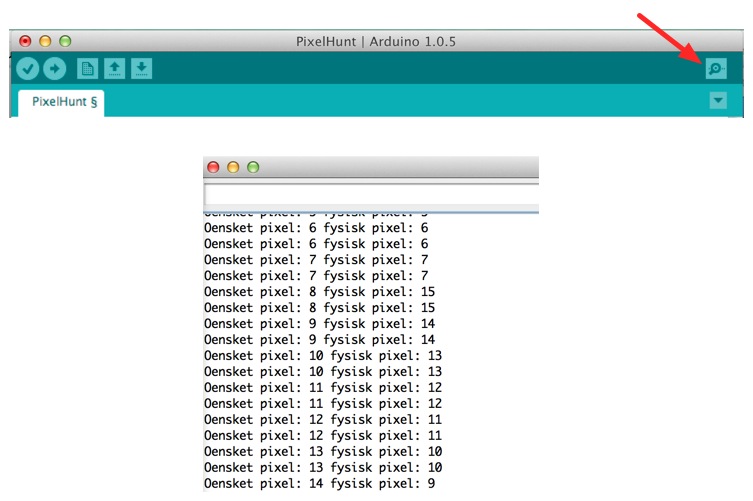 PixelHunt | Arduino 1.0.5
PixelHunt §
Oensket pixel: 5 fysisk pixel: 5
Oensket pixel: 6 fysisk pixel: 6
Oensket pixel: 6 fysisk pixel: 6
Oensket pixel: 7 fysisk pixel: 7
Oensket pixel: 7 fysisk pixel: 7
Oensket pixel: 8 fysisk pixel: 15
Oensket pixel: 8 fysisk pixel: 15
Oensket pixel: 9 fysisk pixel: 14
Oensket pixel: 9 fysisk pixel: 14
Oensket pixel: 10 fysisk pixel: 13
Oensket pixel: 10 fysisk pixel: 13
Oensket pixel: 11 fysisk pixel: 12
Oensket pixel: 11 fysisk pixel: 12
Oensket pixel: 12 fysisk pixel: 11
Oensket pixel: 12 fysisk pixel: 11
Oensket pixel: 13 fysisk pixel: 10
Oensket pixel: 13 fysisk pixel: 10
Oensket pixel: 14 fysisk pixel: 9